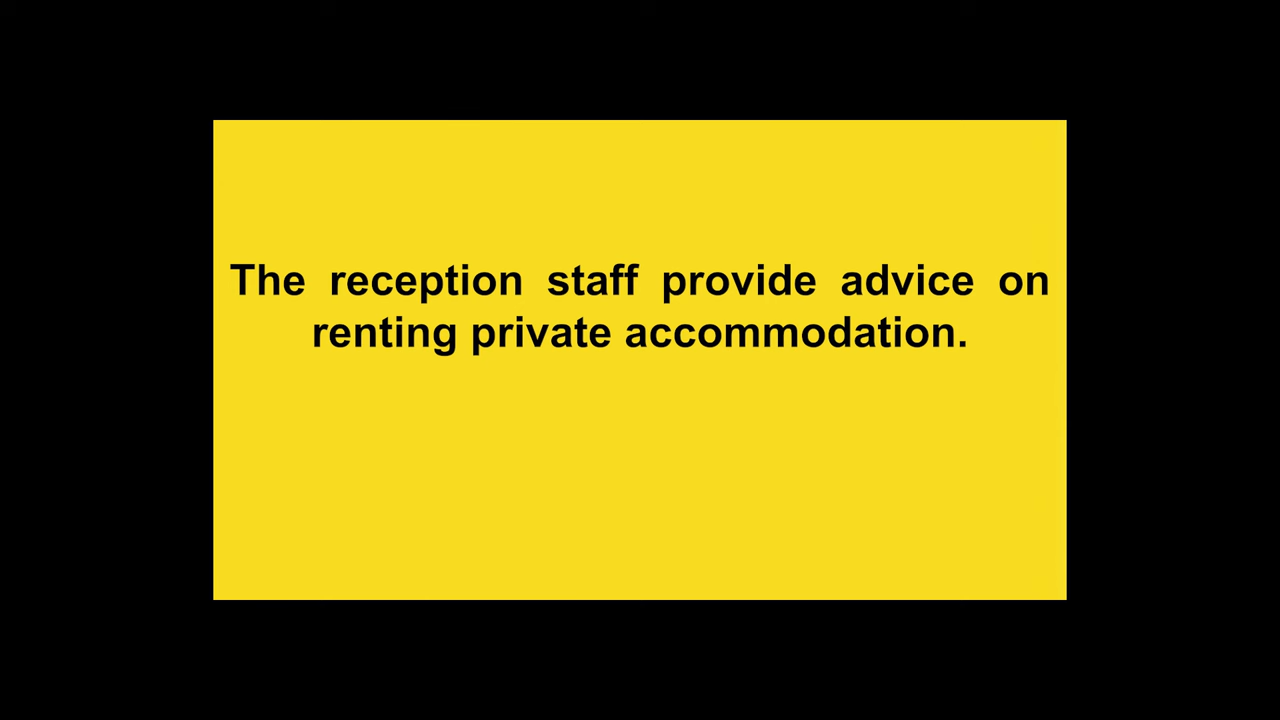 The reception staff provide advice on
renting private accommodation.